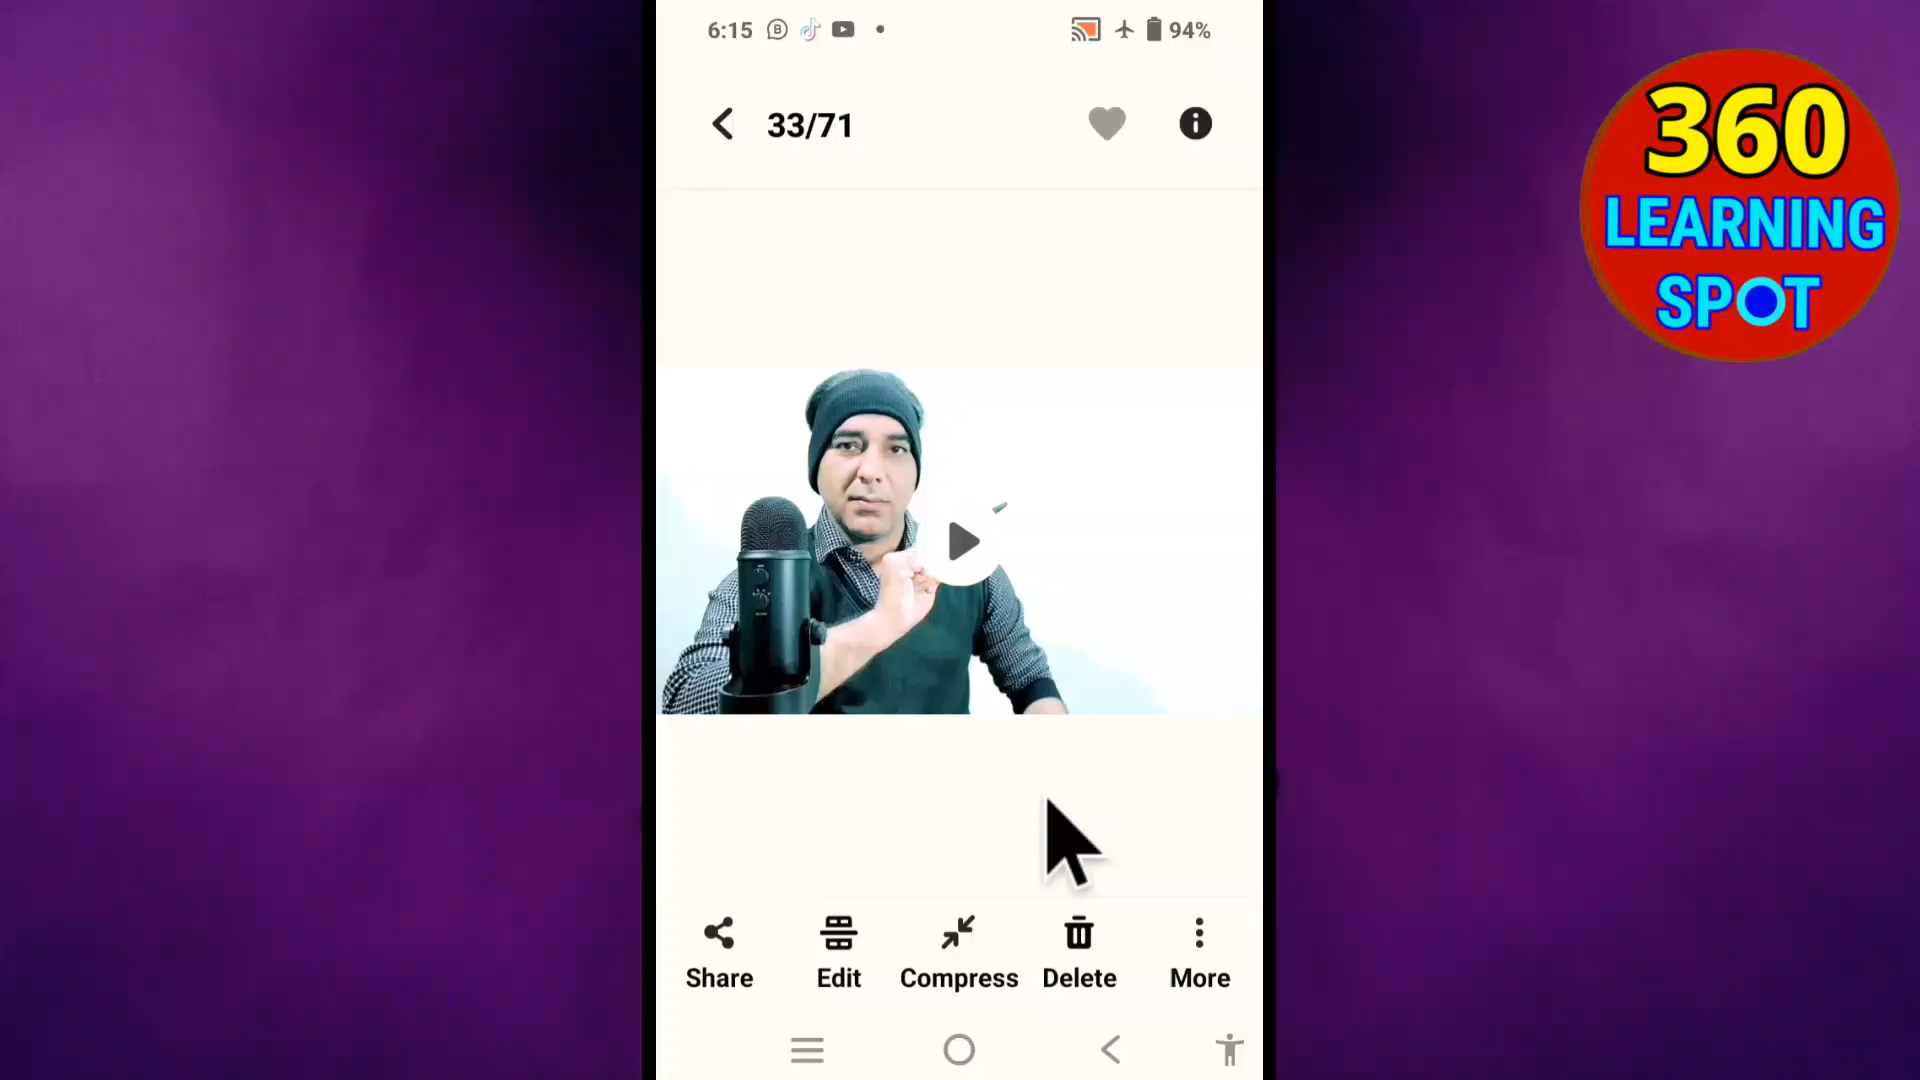 6:15
94%
33/71
360
LEARNING
SPOT
Share
Edit
Compress
Delete
More